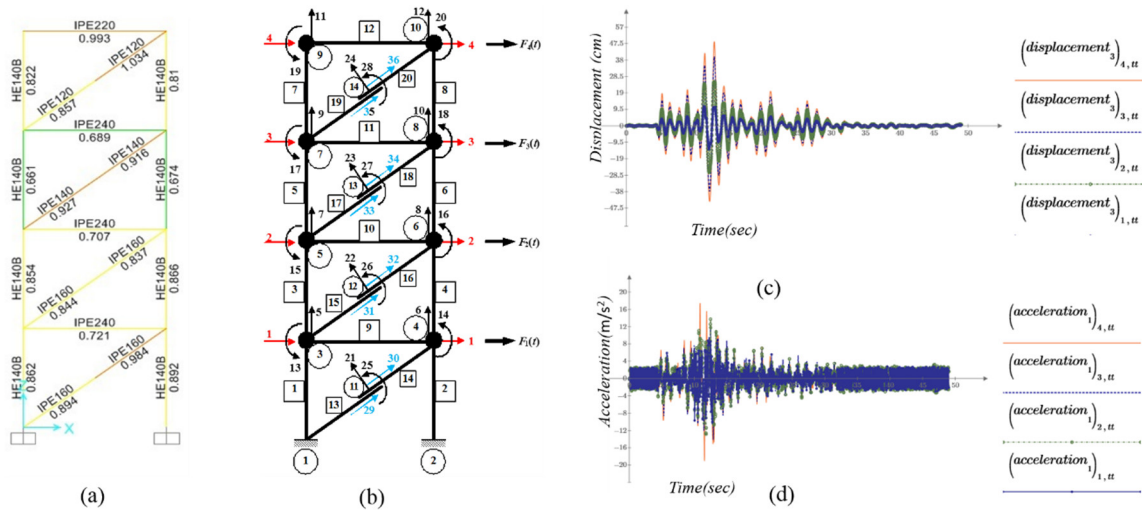 IPE220
0.993
HE140B
0.822
IPE120
1.034
IPE120
0.857
HE140B
0.81
IPE240
0.689
HE140B
0.661
IPE140
0.916
IPE140
0.927
HE140B
0.674
IPE240
0.707
HE140B
0.854
IPE160
0.837
IPE160
0.844
HE140B
0.866
IPE240
0.721
HE140B
0.862
IPE160
0.984
IPE160
0.894
HE140B
0.892
X
(a)
11
12
12
10
20
4
4
F₄(t)
9
24
28
36
19
14
20
7
8
19
35
9
11
10
18
3
8
3
F₃(t)
7
23
27
34
17
13
18
5
6
17
33
7
10
8
16
2
6
2
F₂(t)
5
22
26
32
15
12
16
3
4
15
31
5
9
6
14
1
4
1
F₁(t)
3
21
25
30
13
11
14
1
2
13
29
1
2
(b)
Displacement (cm)
57.5
47.5
38
28.5
19
9.5
0
-9.5
-19
-28.5
-38
-47.5
0 5 10 15 20 25 30 35 40 45 50
Time(sec)
(displacement₃)₄,tt
(displacement₃)₃,tt
(displacement₃)₂,tt
(displacement₃)₁,tt
(c)
Acceleration(m/s²)
20
16
12
8
4
0
-4
-8
-12
-16
-20
50
Time(sec)
(acceleration₁)₄,tt
(acceleration₁)₃,tt
(acceleration₁)₂,tt
(acceleration₁)₁,tt
(d)